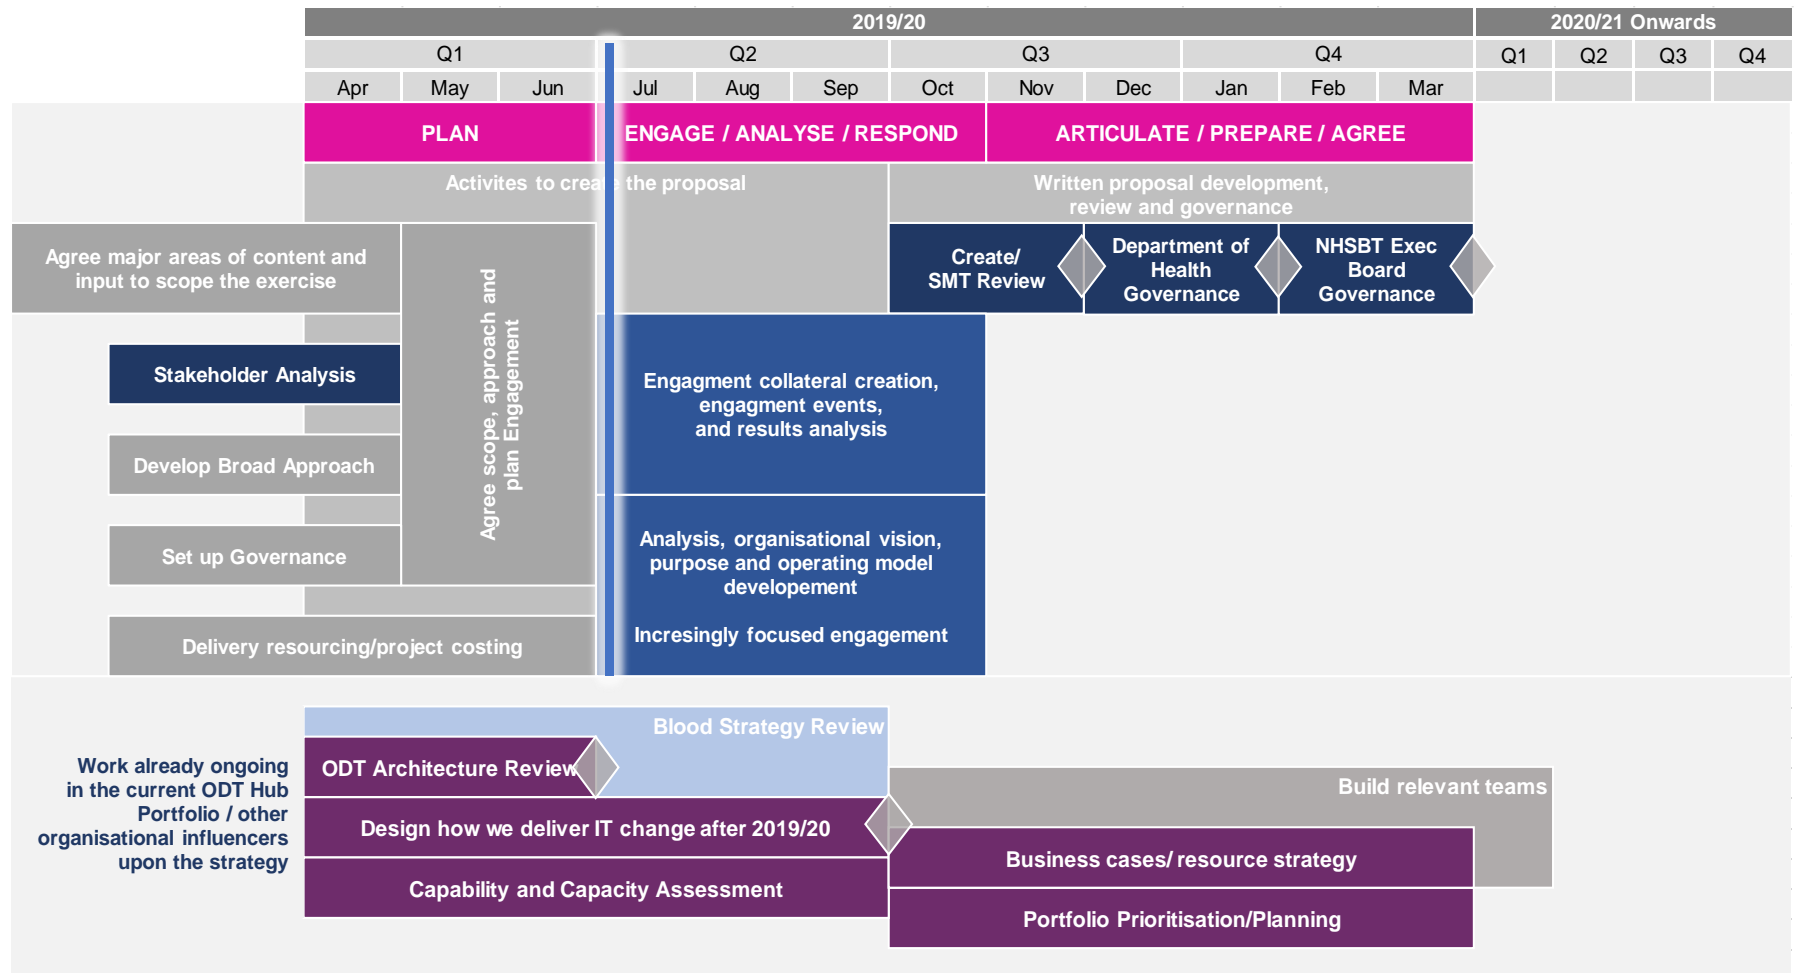 2019/20
2020/21 Onwards
Q1
Q2
Q3
Q4
Q1
Q2
Q3
Q4
Apr
May
Jun
Jul
Aug
Sep
Oct
Nov
Dec
Jan
Feb
Mar
PLAN
ENGAGE / ANALYSE / RESPOND
ARTICULATE / PREPARE / AGREE
Activites to create the proposal
Written proposal development,
review and governance
Agree major areas of content and
input to scope the exercise
Agree scope, approach and
plan Engagement
Create/
SMT Review
Department of
Health
Governance
NHSBT Exec
Board
Governance
Stakeholder Analysis
Engagment collateral creation,
engagment events,
and results analysis
Develop Broad Approach
Set up Governance
Analysis, organisational vision,
purpose and operating model
developement
Incresingly focused engagement
Delivery resourcing/project costing
Blood Strategy Review
Work already ongoing
in the current ODT Hub
Portfolio / other
organisational influencers
upon the strategy
ODT Architecture Review
Build relevant teams
Design how we deliver IT change after 2019/20
Business cases/ resource strategy
Capability and Capacity Assessment
Portfolio Prioritisation/Planning